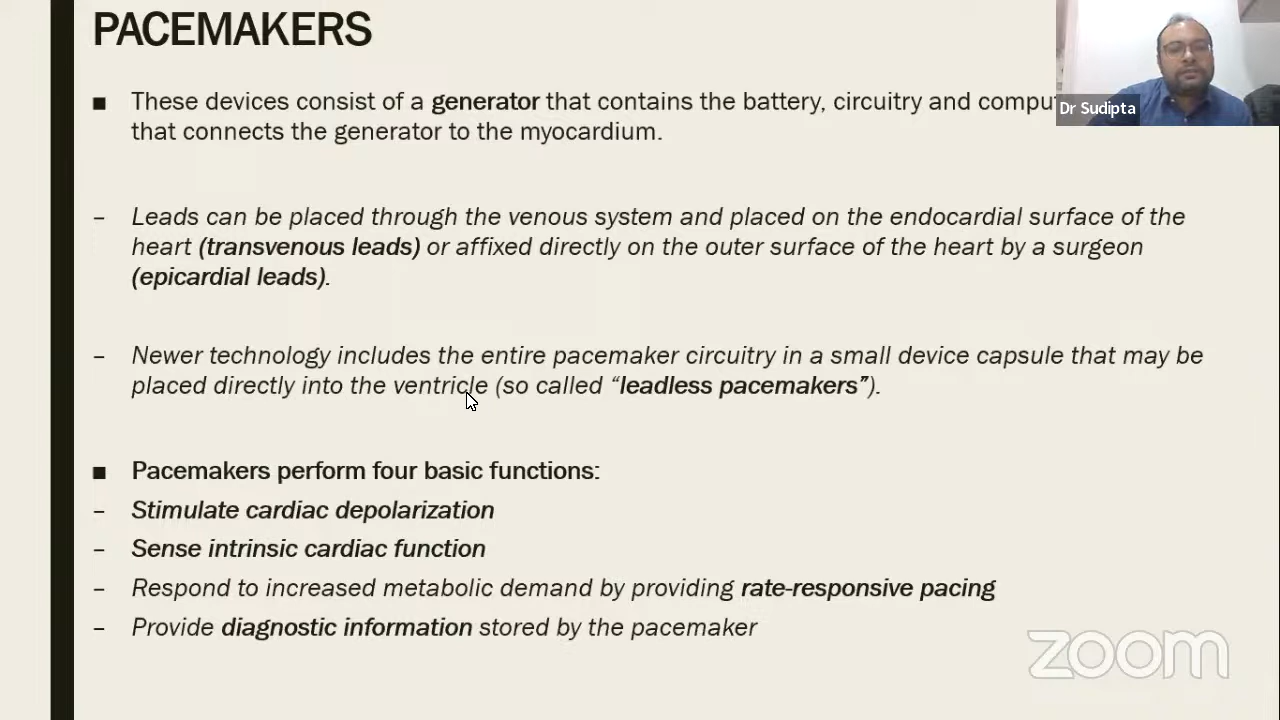 PACEMAKERS
■ These devices consist of a generator that contains the battery, circuitry and
that connects the generator to the myocardium.
– Leads can be placed through the venous system and placed on the endocardial surface of the
heart (transvenous leads) or affixed directly on the outer surface of the heart by a surgeon
(epicardial leads).
– Newer technology includes the entire pacemaker circuitry in a small device capsule that may be
placed directly into the ventricle (so called “leadless pacemakers”).
■ Pacemakers perform four basic functions:
– Stimulate cardiac depolarization
– Sense intrinsic cardiac function
– Respond to increased metabolic demand by providing rate-responsive pacing
– Provide diagnostic information stored by the pacemaker
Dr Sudipta
zoom